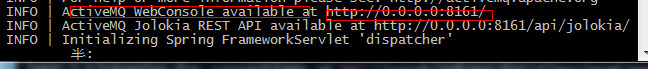 INFO | ActiveMQ WebConsole available at http://0.0.0.0:8161/
INFO | ActiveMQ Jolokia REST API available at http://0.0.0.0:8161/api/jolokia/
INFO | Initializing Spring FrameworkServlet 'dispatcher'
半: